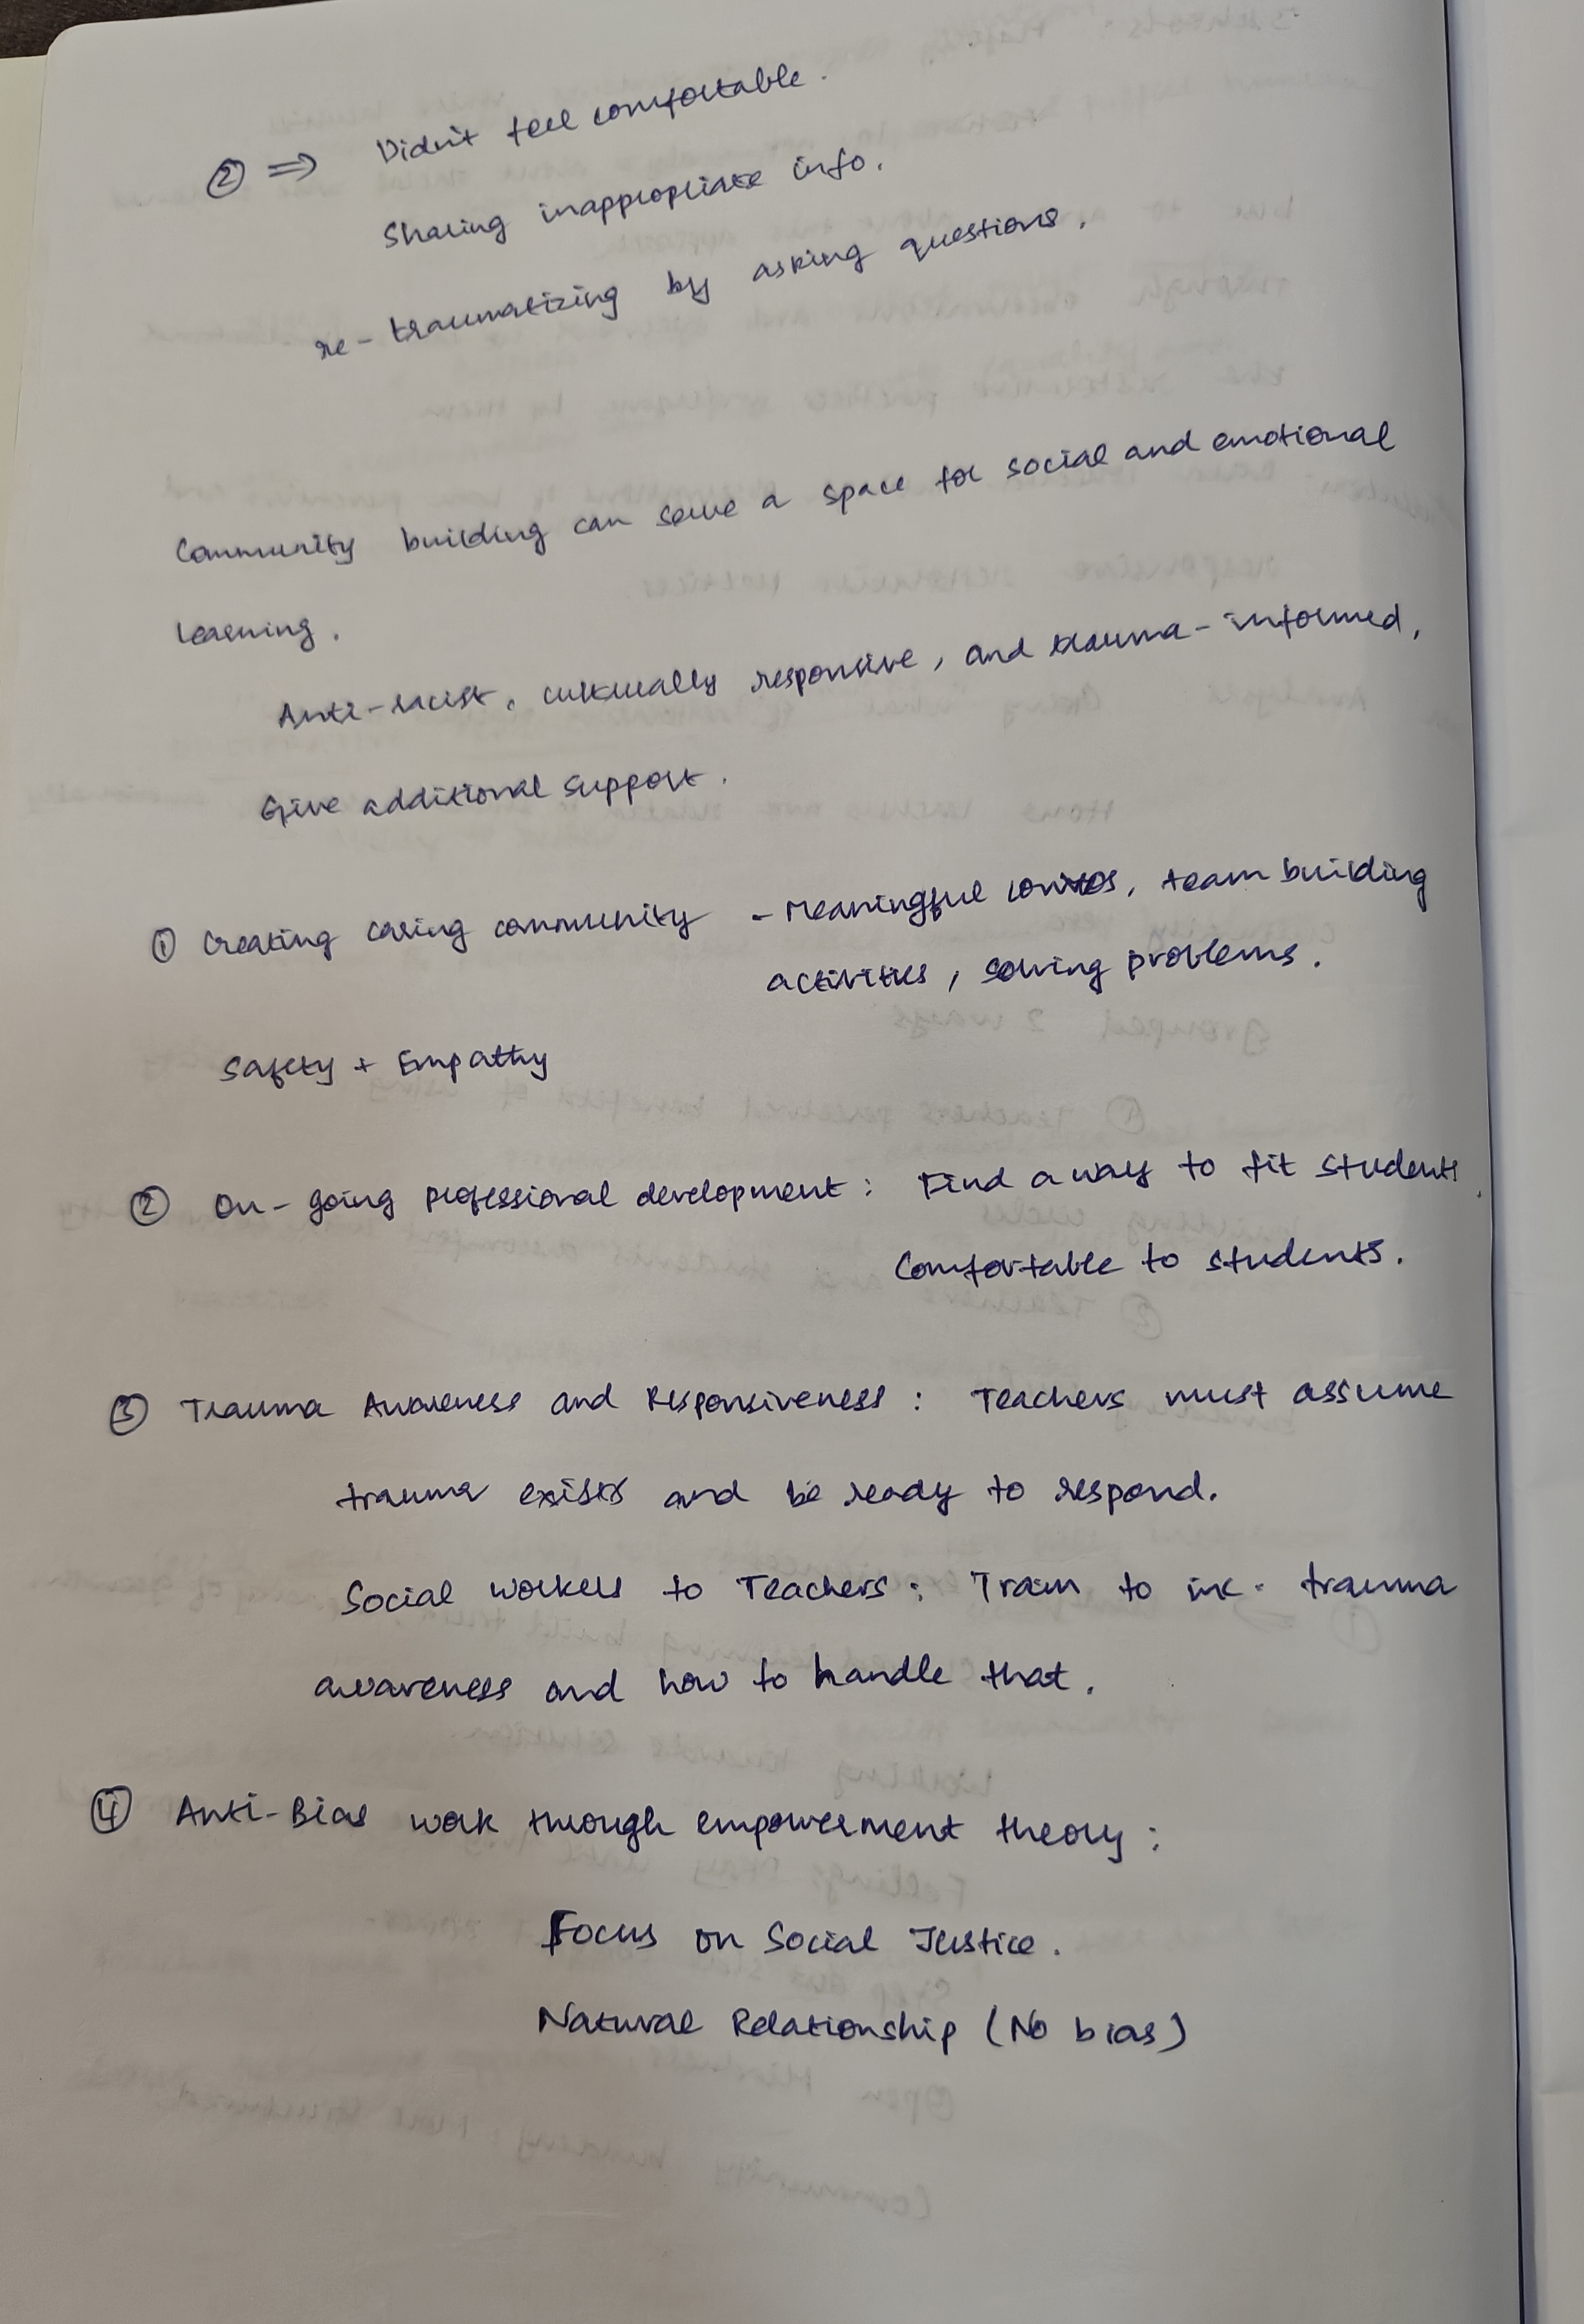 ② ⇒ Didn't feel comfortable.
Sharing inappropriate info.
re-traumatizing by asking questions.
Community building can serve a space for social and emotional
learning.
Anti-racist, culturally responsive, and trauma-informed,
Give additional support.
① Creating caring community - Meaningful convos, team building
activities, solving problems.
Safety + Empathy
② On-going professional development: Find a way to fit students,
Comfortable to students.
③ Trauma Awareness and Responsiveness: Teachers must assume
trauma exists and be ready to respond.
Social workers to Teachers: Train to inc. trauma
awareness and how to handle that.
④ Anti-Bias work through empowerment theory:
Focus on Social Justice.
Natural Relationship (No bias)